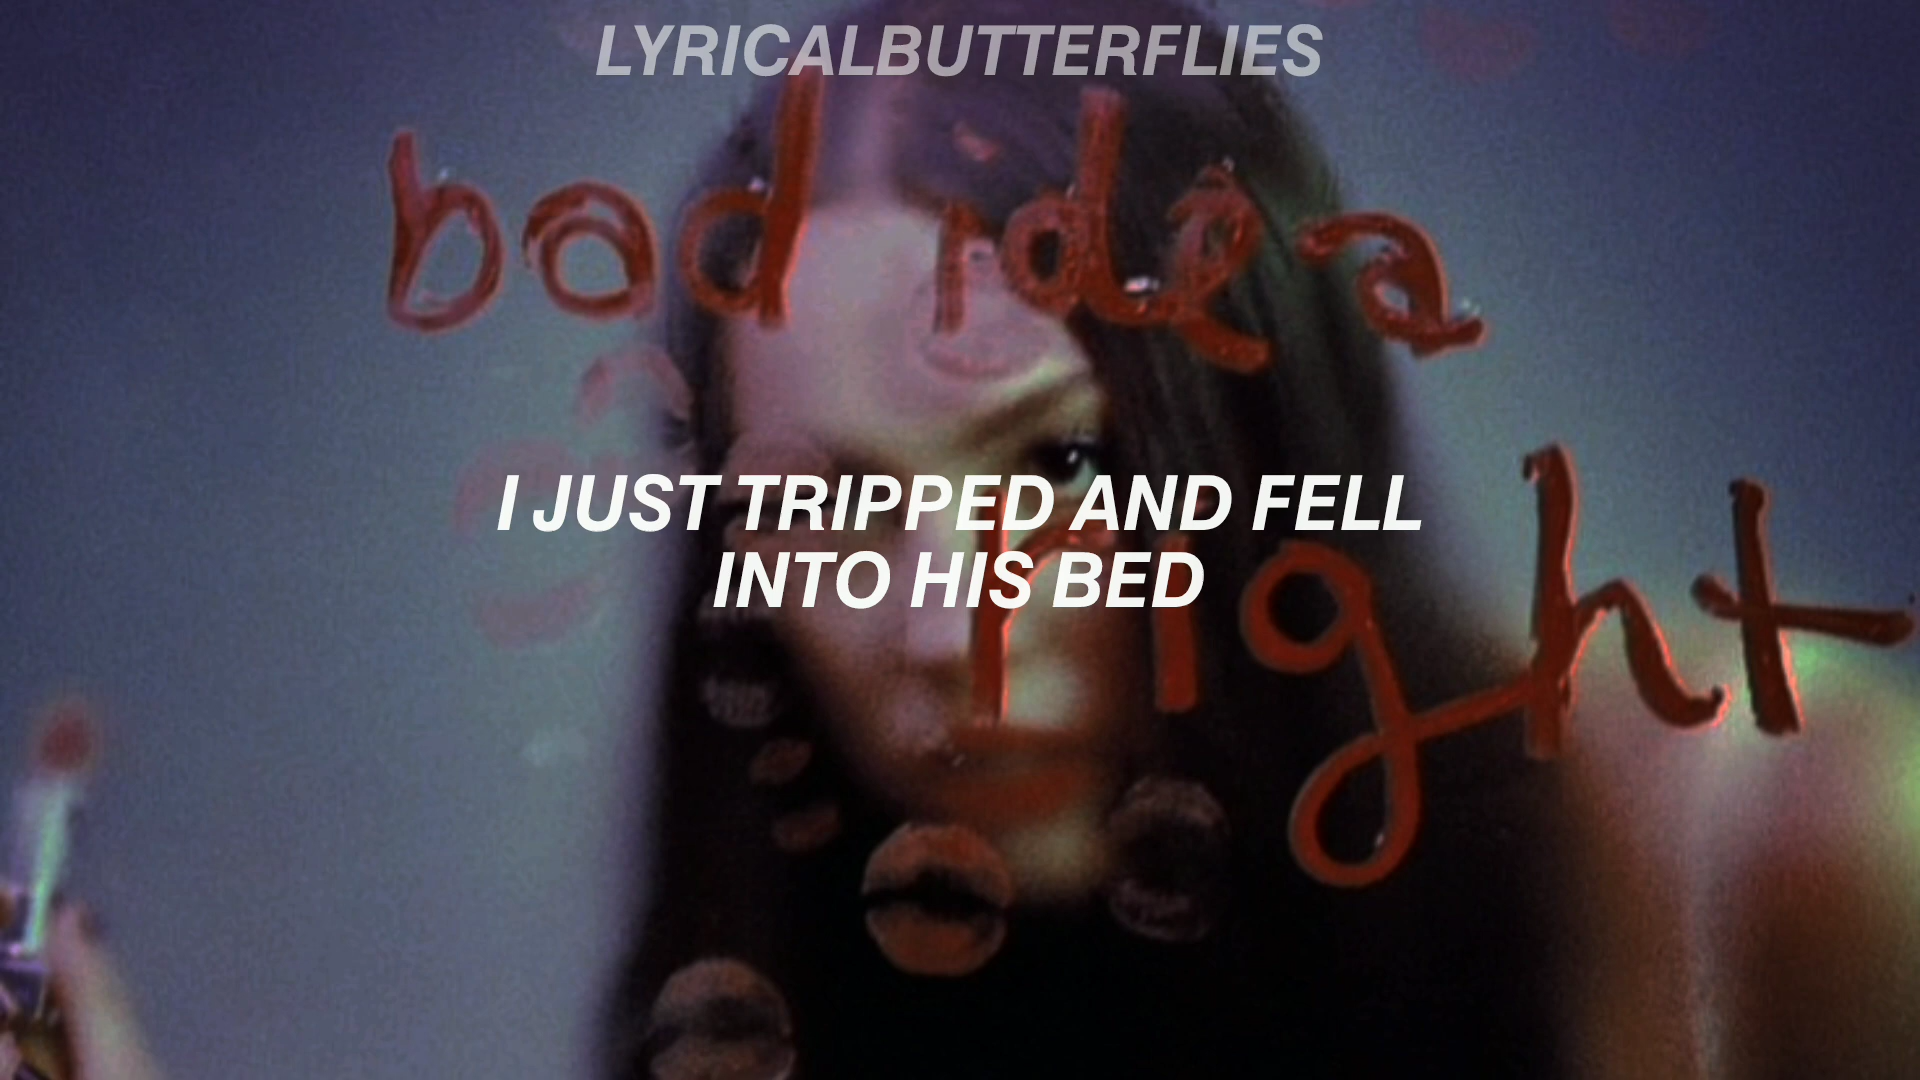 LYRICALBUTTERFLIES
bad idea
I JUST TRIPPED AND FELL
INTO HIS BED
right